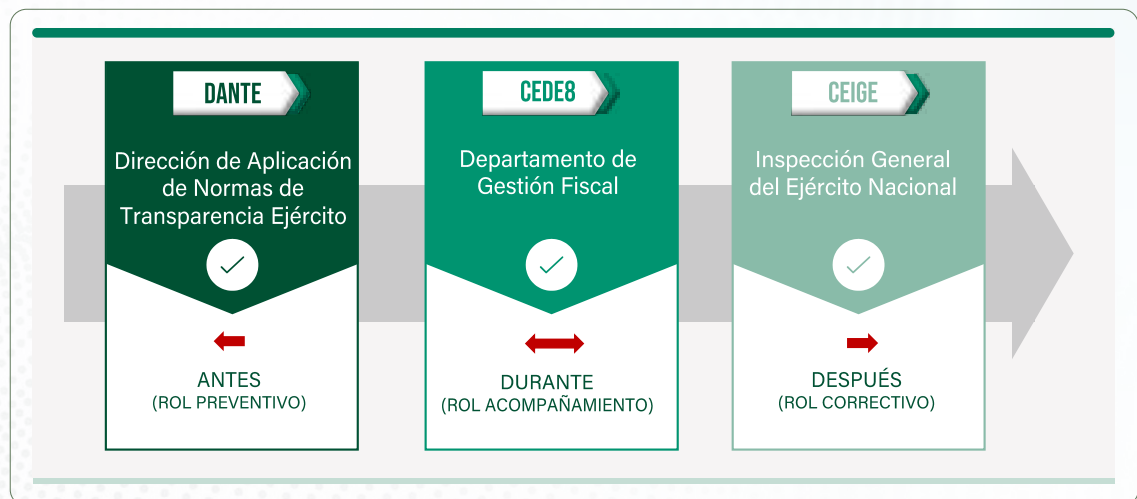 DANTE
Dirección de Aplicación
de Normas de
Transparencia Ejército
ANTES
(ROL PREVENTIVO)
CEDE8
Departamento de
Gestión Fiscal
DURANTE
(ROL ACOMPAÑAMIENTO)
CEIGE
Inspección General
del Ejército Nacional
DESPUÉS
(ROL CORRECTIVO)